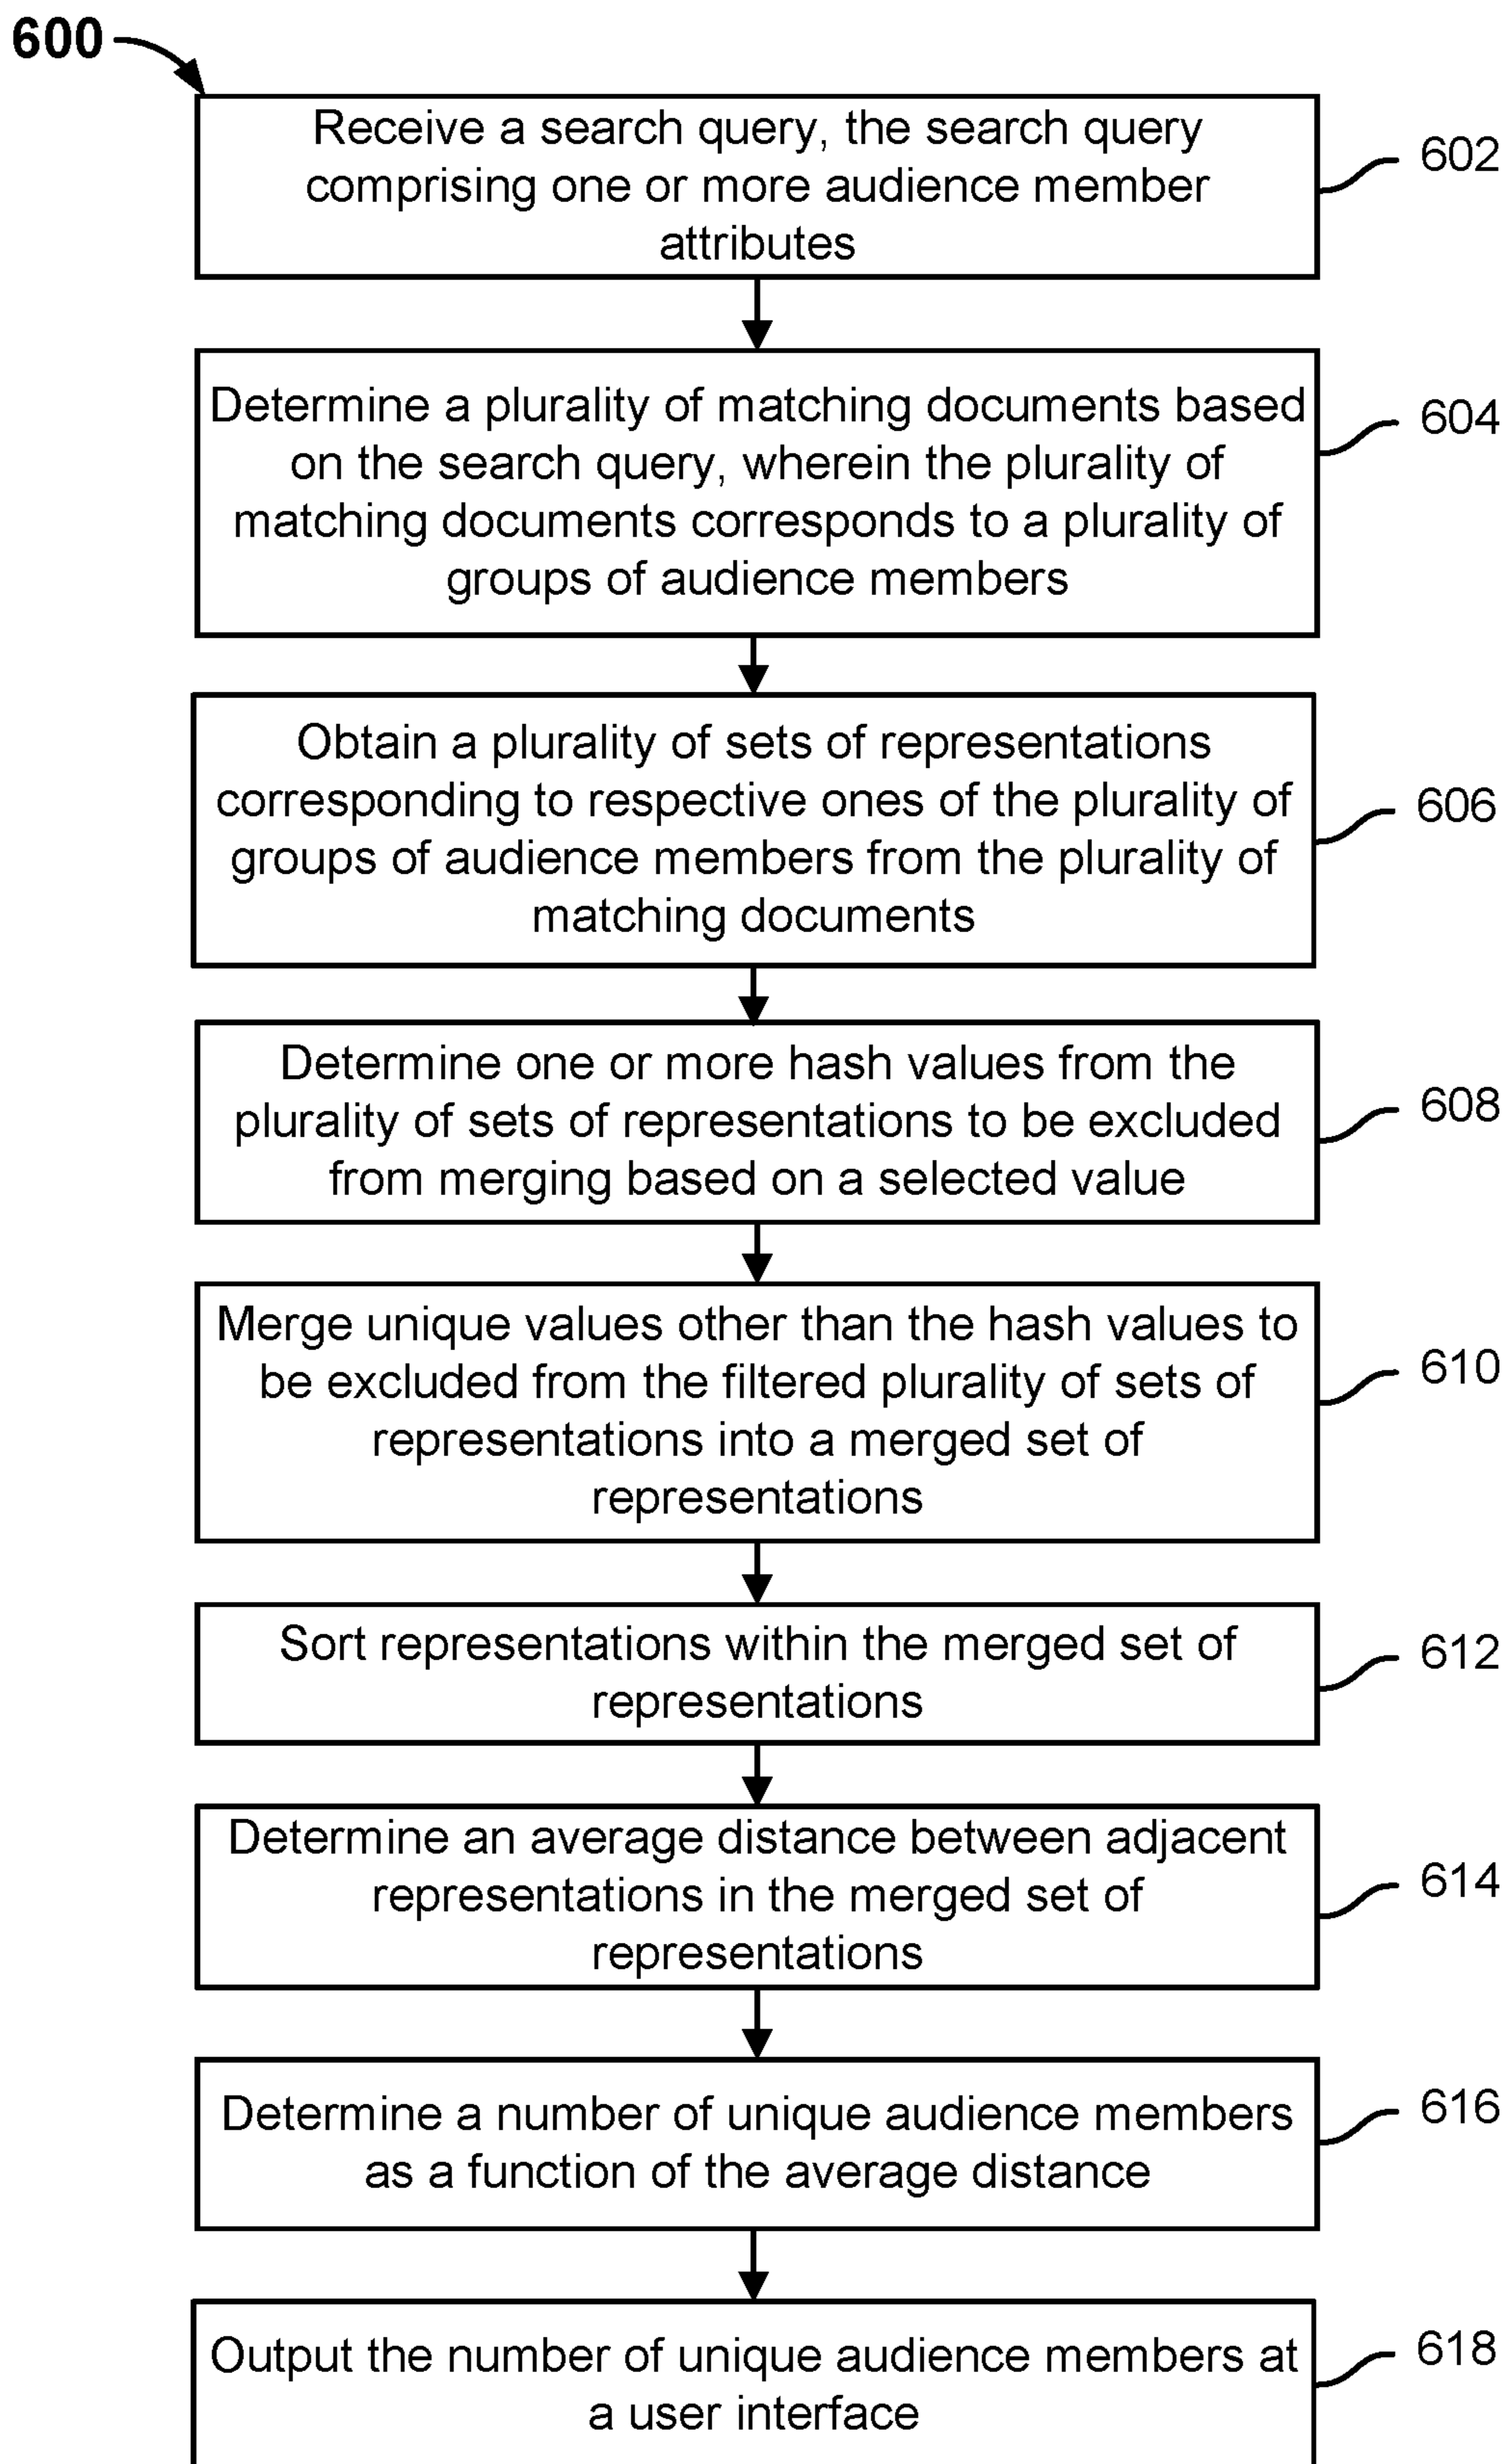 600
Receive a search query, the search query
comprising one or more audience member
attributes
602
Determine a plurality of matching documents based
on the search query, wherein the plurality of
matching documents corresponds to a plurality of
groups of audience members
604
Obtain a plurality of sets of representations
corresponding to respective ones of the plurality of
groups of audience members from the plurality of
matching documents
606
Determine one or more hash values from the
plurality of sets of representations to be excluded
from merging based on a selected value
608
Merge unique values other than the hash values to
be excluded from the filtered plurality of sets of
representations into a merged set of
representations
610
Sort representations within the merged set of
representations
612
Determine an average distance between adjacent
representations in the merged set of
representations
614
Determine a number of unique audience members
as a function of the average distance
616
Output the number of unique audience members at
a user interface
618